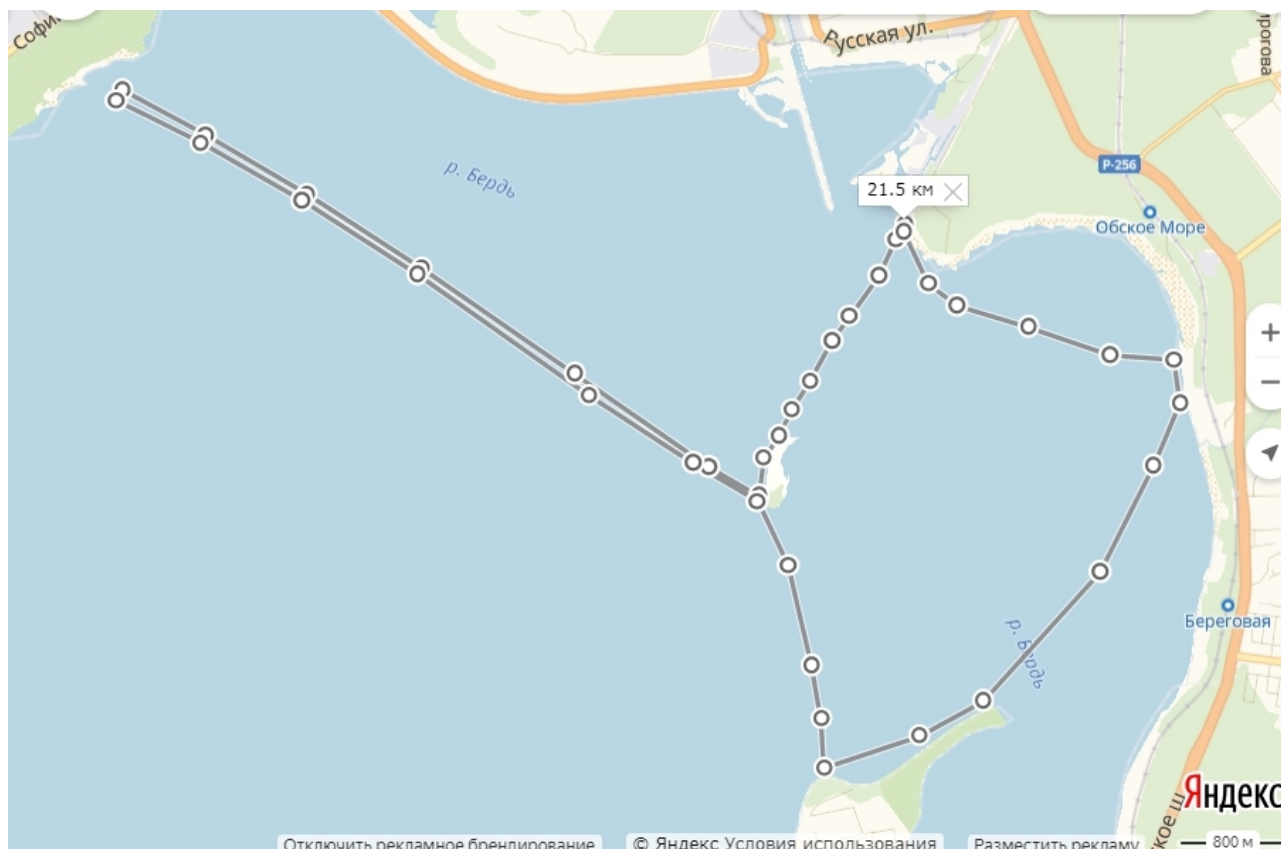 Русская ул.
р. Бердь
21.5 км
Р-256
Обское Море
Береговая
р. Бердь
Яндекс
Отключить рекламное брендирование
© Яндекс Условия использования
Разместить рекламу
800 м